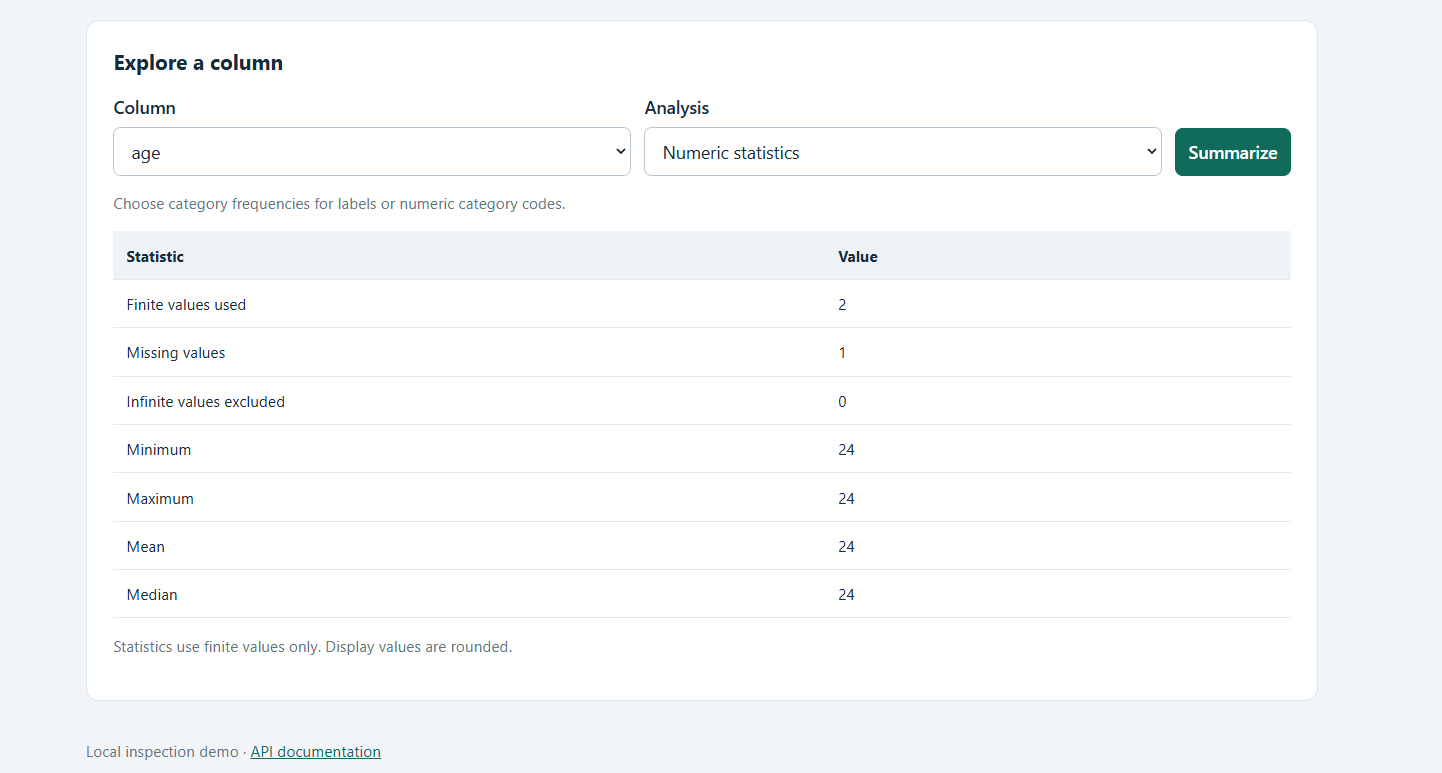 Explore a column
Column Analysis
age Numeric statistics Summarize
Choose category frequencies for labels or numeric category codes.
Statistic Value
Finite values used 2
Missing values 1
Infinite values excluded 0
Minimum 24
Maximum 24
Mean 24
Median 24
Statistics use finite values only. Display values are rounded.
Local inspection demo · API documentation